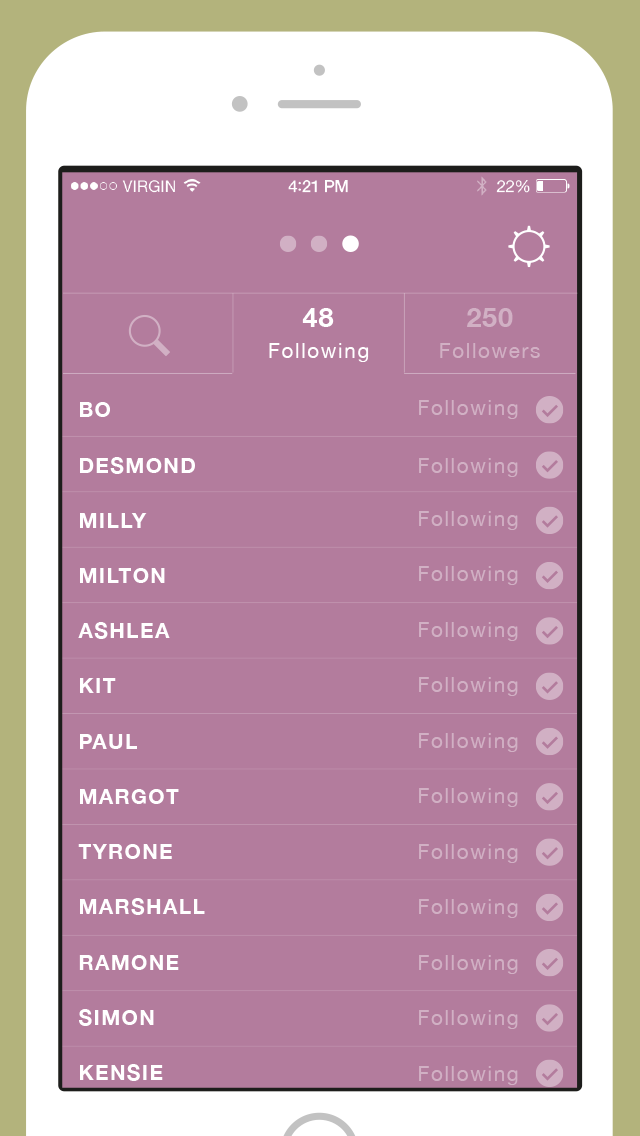 VIRGIN 4:21 PM 22%
48 250
Following Followers
BO Following
DESMOND Following
MILLY Following
MILTON Following
ASHLEA Following
KIT Following
PAUL Following
MARGOT Following
TYRONE Following
MARSHALL Following
RAMONE Following
SIMON Following
KENSIE Following